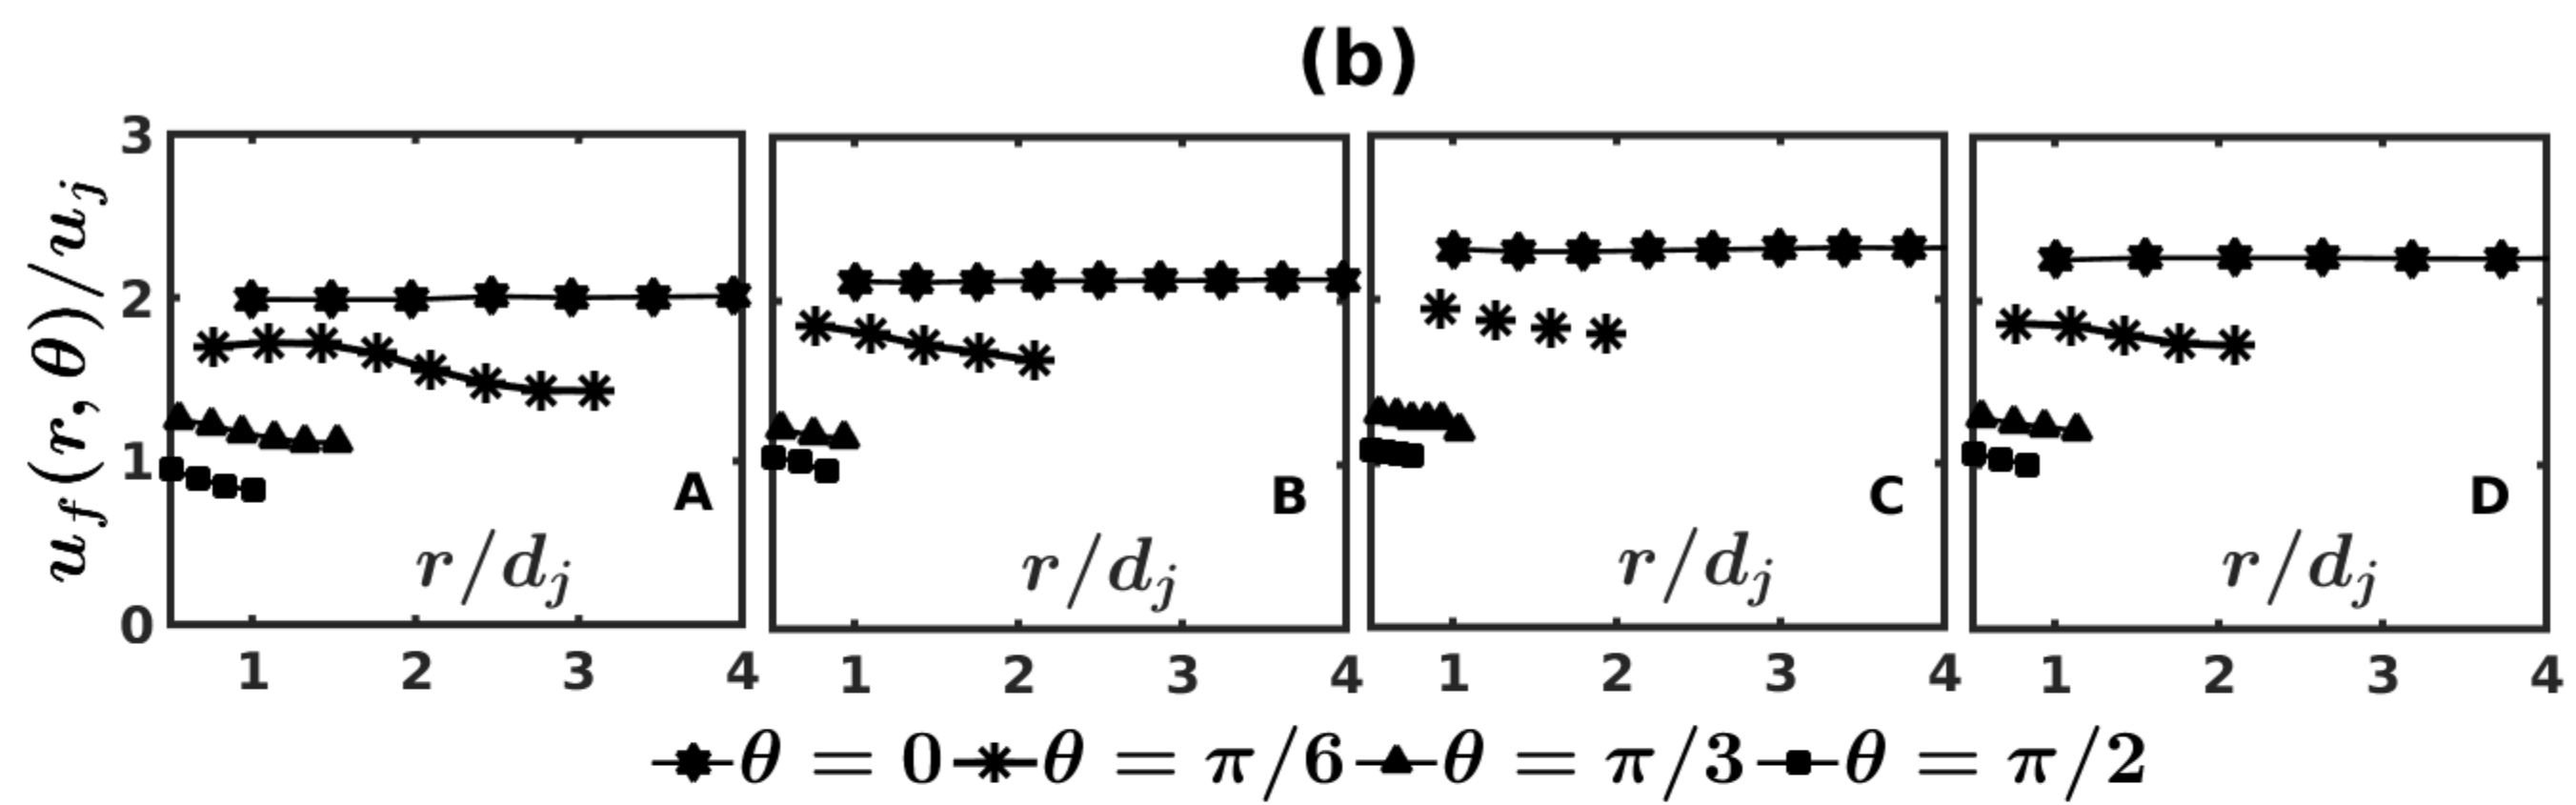 (b)
u_f(r, θ)/u_j
3
2
1
0
A
B
C
D
r/d_j
r/d_j
r/d_j
r/d_j
1 2 3 4
1 2 3 4
1 2 3 4
1 2 3 4
θ = 0 θ = π/6 θ = π/3 θ = π/2